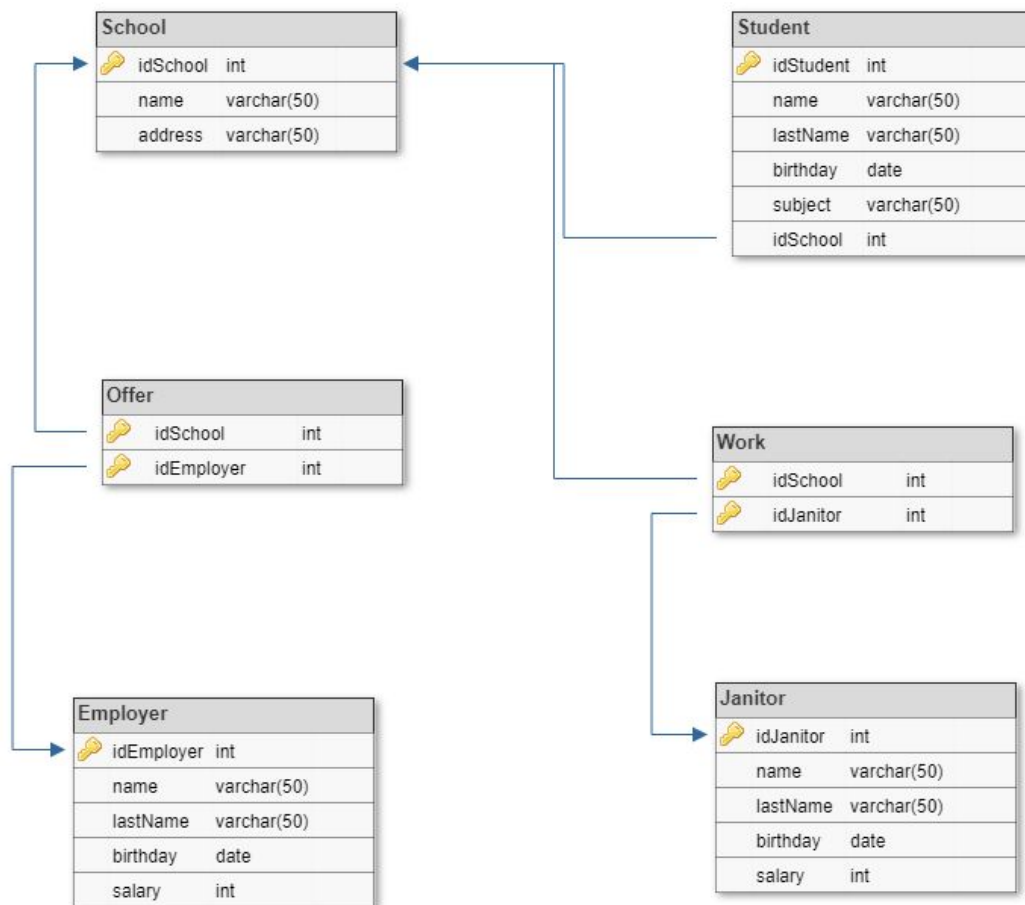 School
idSchool int
name varchar(50)
address varchar(50)
Student
idStudent int
name varchar(50)
lastName varchar(50)
birthday date
subject varchar(50)
idSchool int
Offer
idSchool int
idEmployer int
Work
idSchool int
idJanitor int
Employer
idEmployer int
name varchar(50)
lastName varchar(50)
birthday date
salary int
Janitor
idJanitor int
name varchar(50)
lastName varchar(50)
birthday date
salary int